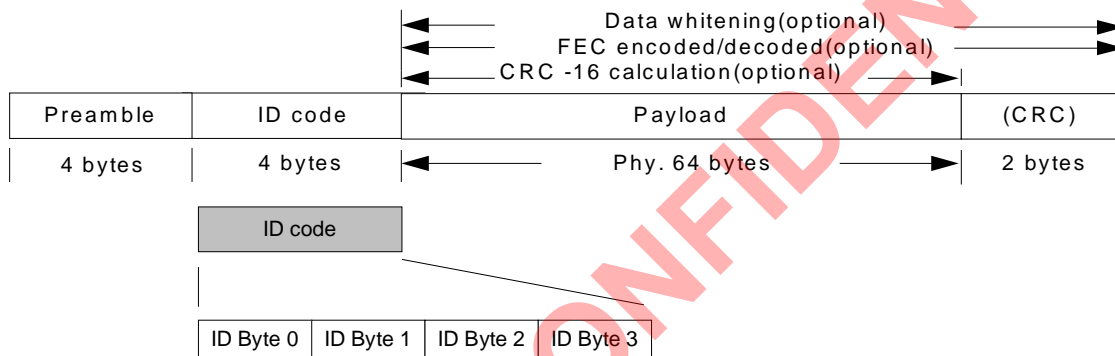 Data whitening(optional)
FEC encoded/decoded(optional)
CRC -16 calculation(optional)
Preamble ID code Payload (CRC)
4 bytes 4 bytes Phy. 64 bytes 2 bytes
ID code
ID Byte 0 ID Byte 1 ID Byte 2 ID Byte 3
ONFIDEN